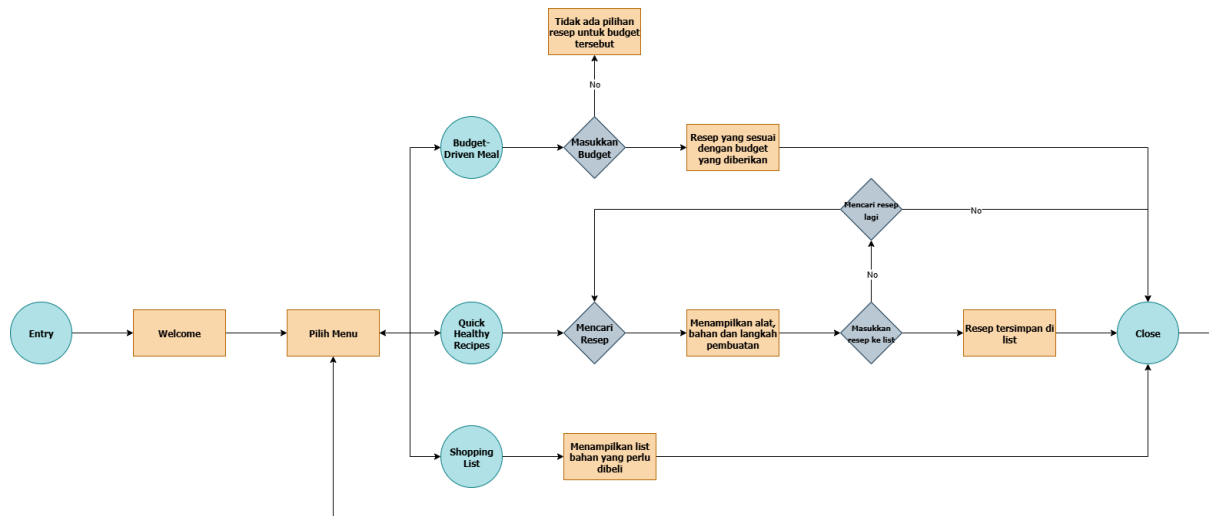 Tidak ada pilihan
resep untuk budget
tersebut
No
Budget-
Driven Meal
Masukkan
Budget
Resep yang sesuai
dengan budget
yang diberikan
Mencari resep
lagi
No
No
Entry
Welcome
Pilih Menu
Quick
Healthy
Recipes
Mencari
Resep
Menampilkan alat,
bahan dan langkah
pembuatan
Masukkan
resep ke list
Resep tersimpan di
list
Close
Shopping
List
Menampilkan list
bahan yang perlu
dibeli